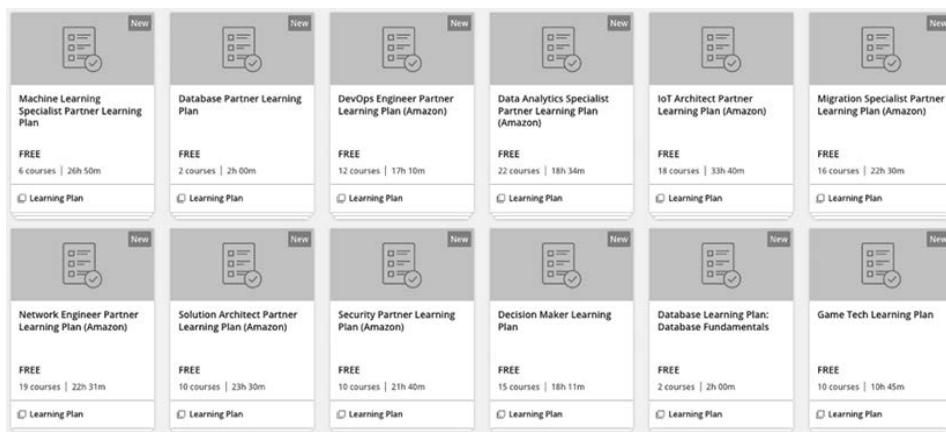 New
Machine Learning
Specialist Partner Learning
Plan
FREE
6 courses | 26h 50m
Learning Plan
New
Database Partner Learning
Plan
FREE
2 courses | 2h 00m
Learning Plan
New
DevOps Engineer Partner
Learning Plan (Amazon)
FREE
12 courses | 17h 10m
Learning Plan
New
Data Analytics Specialist
Partner Learning Plan
(Amazon)
FREE
22 courses | 18h 34m
Learning Plan
New
IoT Architect Partner
Learning Plan (Amazon)
FREE
18 courses | 33h 40m
Learning Plan
New
Migration Specialist Partner
Learning Plan (Amazon)
FREE
16 courses | 22h 30m
Learning Plan
New
Network Engineer Partner
Learning Plan (Amazon)
FREE
19 courses | 22h 31m
Learning Plan
New
Solution Architect Partner
Learning Plan (Amazon)
FREE
10 courses | 23h 30m
Learning Plan
New
Security Partner Learning
Plan (Amazon)
FREE
10 courses | 21h 40m
Learning Plan
New
Decision Maker Learning
Plan
FREE
15 courses | 18h 11m
Learning Plan
New
Database Learning Plan:
Database Fundamentals
FREE
2 courses | 2h 00m
Learning Plan
New
Game Tech Learning Plan
FREE
10 courses | 10h 45m
Learning Plan